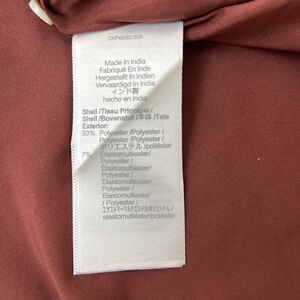 CKP463921838
Made In India
Fabriqué En Inde
Hergestellt In Indien
Vervaardigd In India
インド製
hecho en india
Shell /Tissu Principal /
Shell /Bovenstof /本体 /Tela
Exterior:
93% Polyester /Polyester /
Polyester /Polyester /
ポリエステル /poliéster
7% Elastomultiester/
Polyester /
Elastomultiester/
Polyester /
Elastomultiester/
Polyester /
Elastomultiester/
Polyester /
elastomultiéster/poliéster